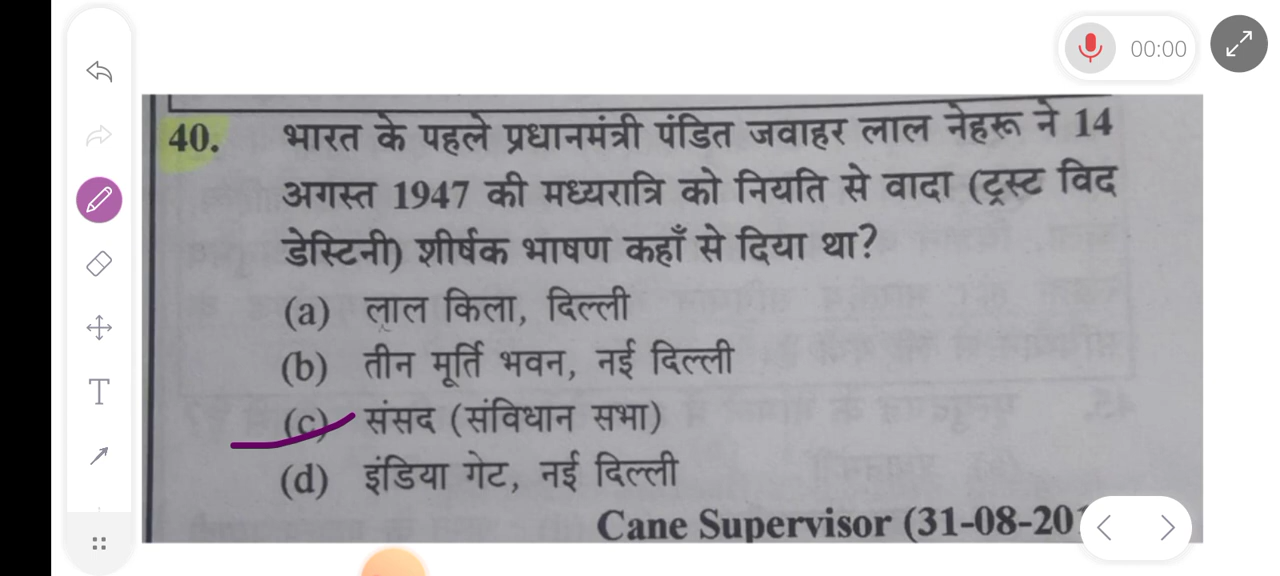 00:00
40. भारत के पहले प्रधानमंत्री पंडित जवाहर लाल नेहरू ने 14
अगस्त 1947 की मध्यरात्रि को नियति से वादा (ट्रस्ट विद
डेस्टिनी) शीर्षक भाषण कहाँ से दिया था?
(a) लाल किला, दिल्ली
(b) तीन मूर्ति भवन, नई दिल्ली
(c) संसद (संविधान सभा)
(d) इंडिया गेट, नई दिल्ली
Cane Supervisor (31-08-20
T